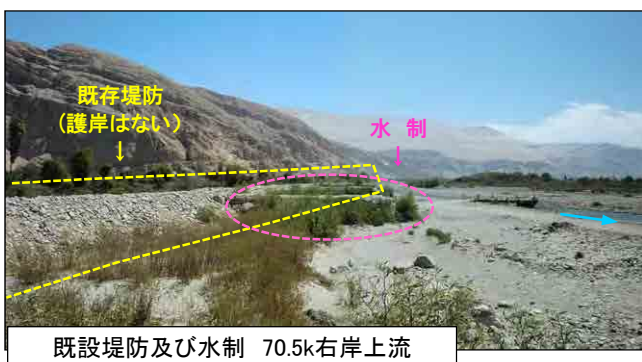 既存堤防
(護岸はない)
↓
水 制
↓
既設堤防及び水制 70.5k右岸上流